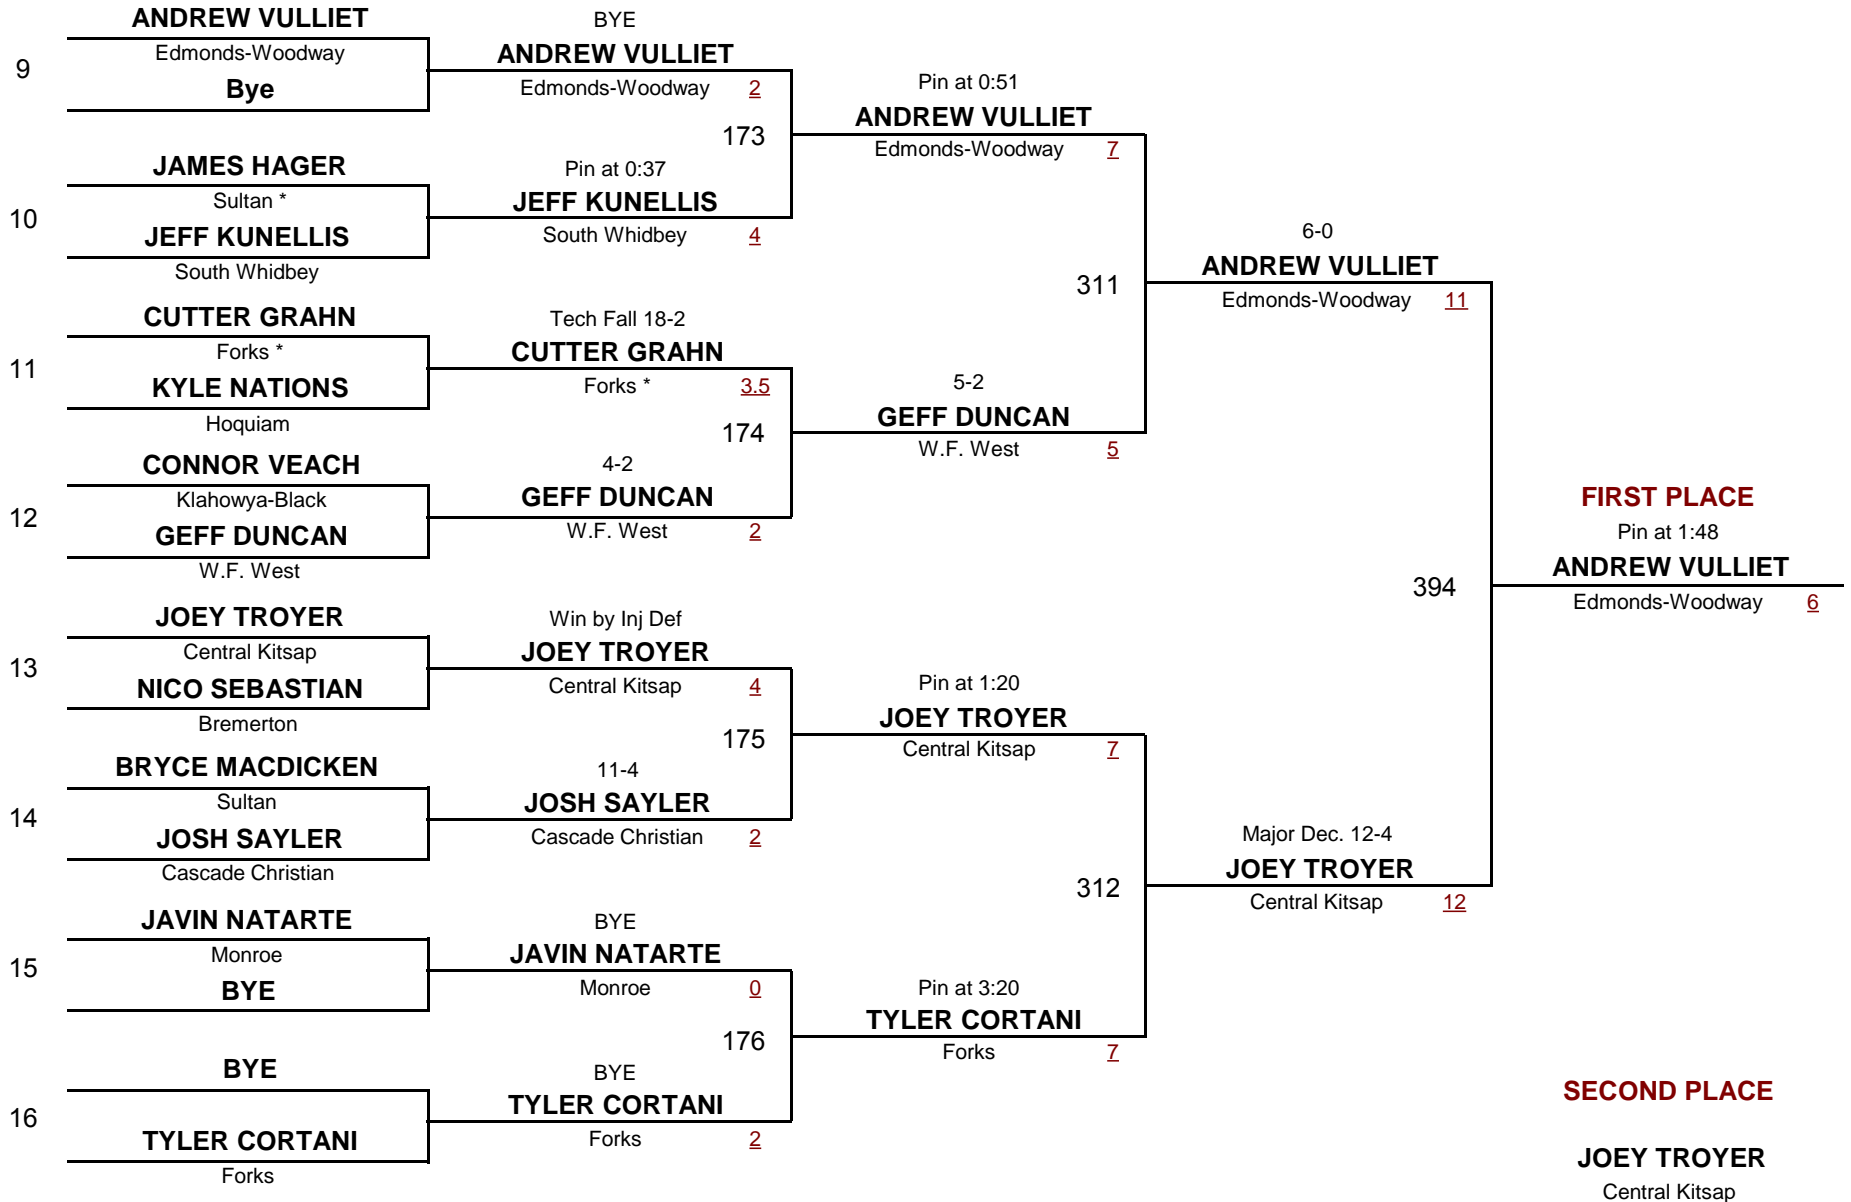 ANDREW VULLIET
Edmonds-Woodway
9
Bye
JAMES HAGER
Sultan *
10
JEFF KUNELLIS
South Whidbey
CUTTER GRAHN
Forks *
11
KYLE NATIONS
Hoquiam
CONNOR VEACH
Klahowya-Black
12
GEFF DUNCAN
W.F. West
JOEY TROYER
Central Kitsap
13
NICO SEBASTIAN
Bremerton
BRYCE MACDICKEN
Sultan
14
JOSH SAYLER
Cascade Christian
JAVIN NATARTE
Monroe
15
BYE
BYE
16
TYLER CORTANI
Forks
BYE
ANDREW VULLIET
Edmonds-Woodway 2
173
Pin at 0:37
JEFF KUNELLIS
South Whidbey 4
Tech Fall 18-2
CUTTER GRAHN
Forks * 3.5
174
4-2
GEFF DUNCAN
W.F. West 2
Win by Inj Def
JOEY TROYER
Central Kitsap 4
175
11-4
JOSH SAYLER
Cascade Christian 2
BYE
JAVIN NATARTE
Monroe 0
176
BYE
TYLER CORTANI
Forks 2
Pin at 0:51
ANDREW VULLIET
Edmonds-Woodway 7
311
5-2
GEFF DUNCAN
W.F. West 5
Pin at 1:20
JOEY TROYER
Central Kitsap 7
312
Pin at 3:20
TYLER CORTANI
Forks 7
6-0
ANDREW VULLIET
Edmonds-Woodway 11
394
Major Dec. 12-4
JOEY TROYER
Central Kitsap 12
FIRST PLACE
Pin at 1:48
ANDREW VULLIET
Edmonds-Woodway 6
SECOND PLACE
JOEY TROYER
Central Kitsap